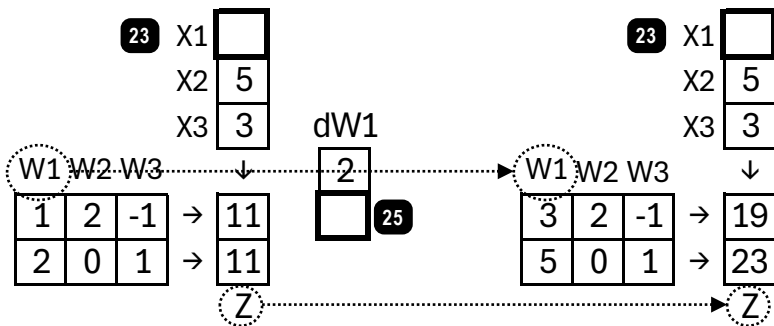 23 X1 23 X1
X2 5 X2 5
X3 3 dW1 X3 3
W1 W2 W3 ↓ 2 W1 W2 W3 ↓
1 2 -1 → 11 25 3 2 -1 → 19
2 0 1 → 11 5 0 1 → 23
Z Z